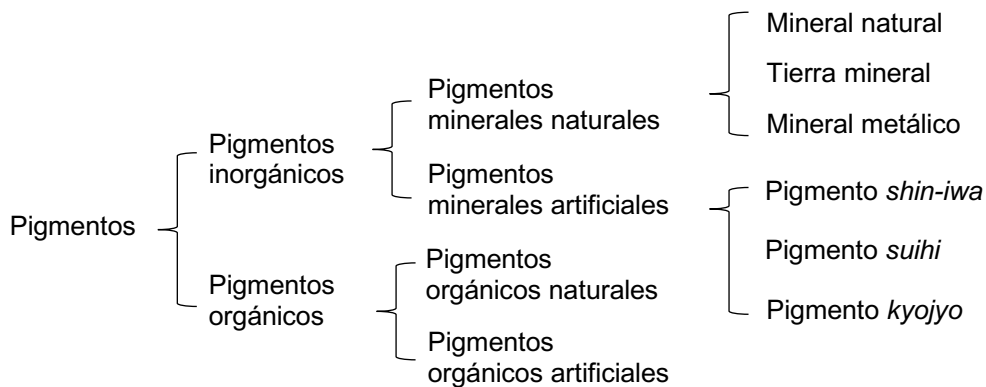 Pigmentos
Pigmentos
inorgánicos
Pigmentos
minerales naturales
Mineral natural
Tierra mineral
Mineral metálico
Pigmentos
minerales artificiales
Pigmento shin-iwa
Pigmento suihi
Pigmento kyojyo
Pigmentos
orgánicos
Pigmentos
orgánicos naturales
Pigmentos
orgánicos artificiales